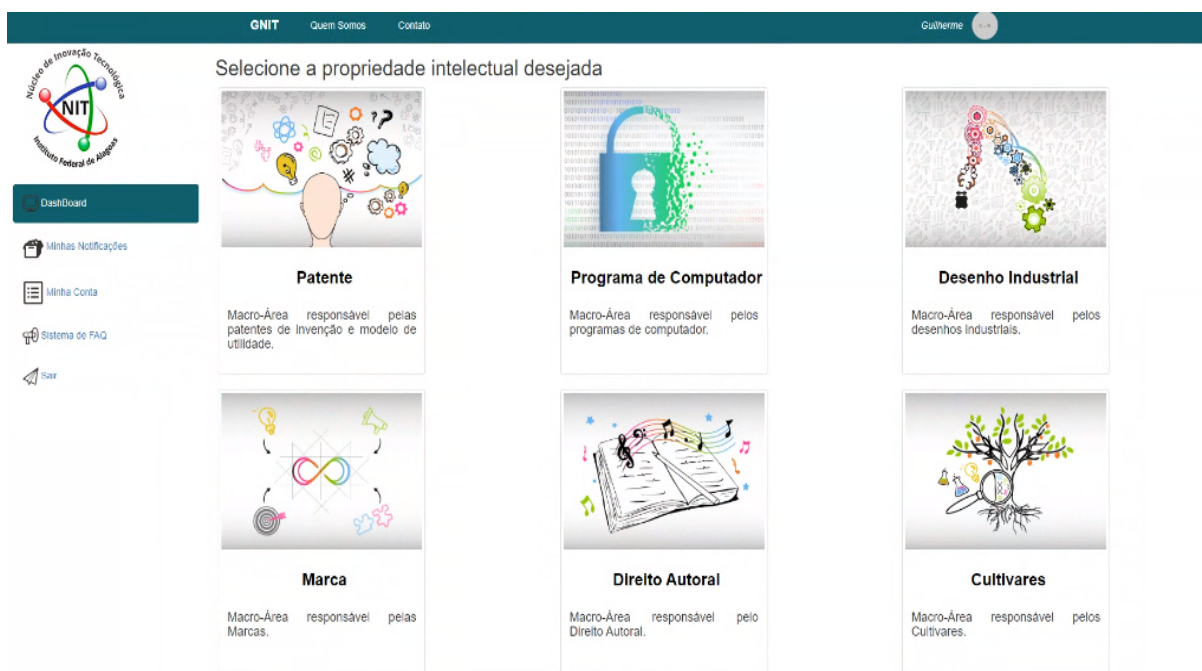 GNIT Quem Somos Contato Guilherme
Núcleo de Inovação Tecnológica
NIT
Instituto Federal de Alagoas
DashBoard
Minhas Notificações
Minha Conta
Sistema de FAQ
Sair
Selecione a propriedade intelectual desejada
Patente
Macro-Área responsável pelas
patentes de invenção e modelo de
utilidade.
Programa de Computador
Macro-Área responsável pelos
programas de computador.
Desenho Industrial
Macro-Área responsável pelos
desenhos industriais.
Marca
Macro-Área responsável pelas
Marcas.
Direito Autoral
Macro-Área responsável pelo
Direito Autoral.
Cultivares
Macro-Área responsável pelos
Cultivares.